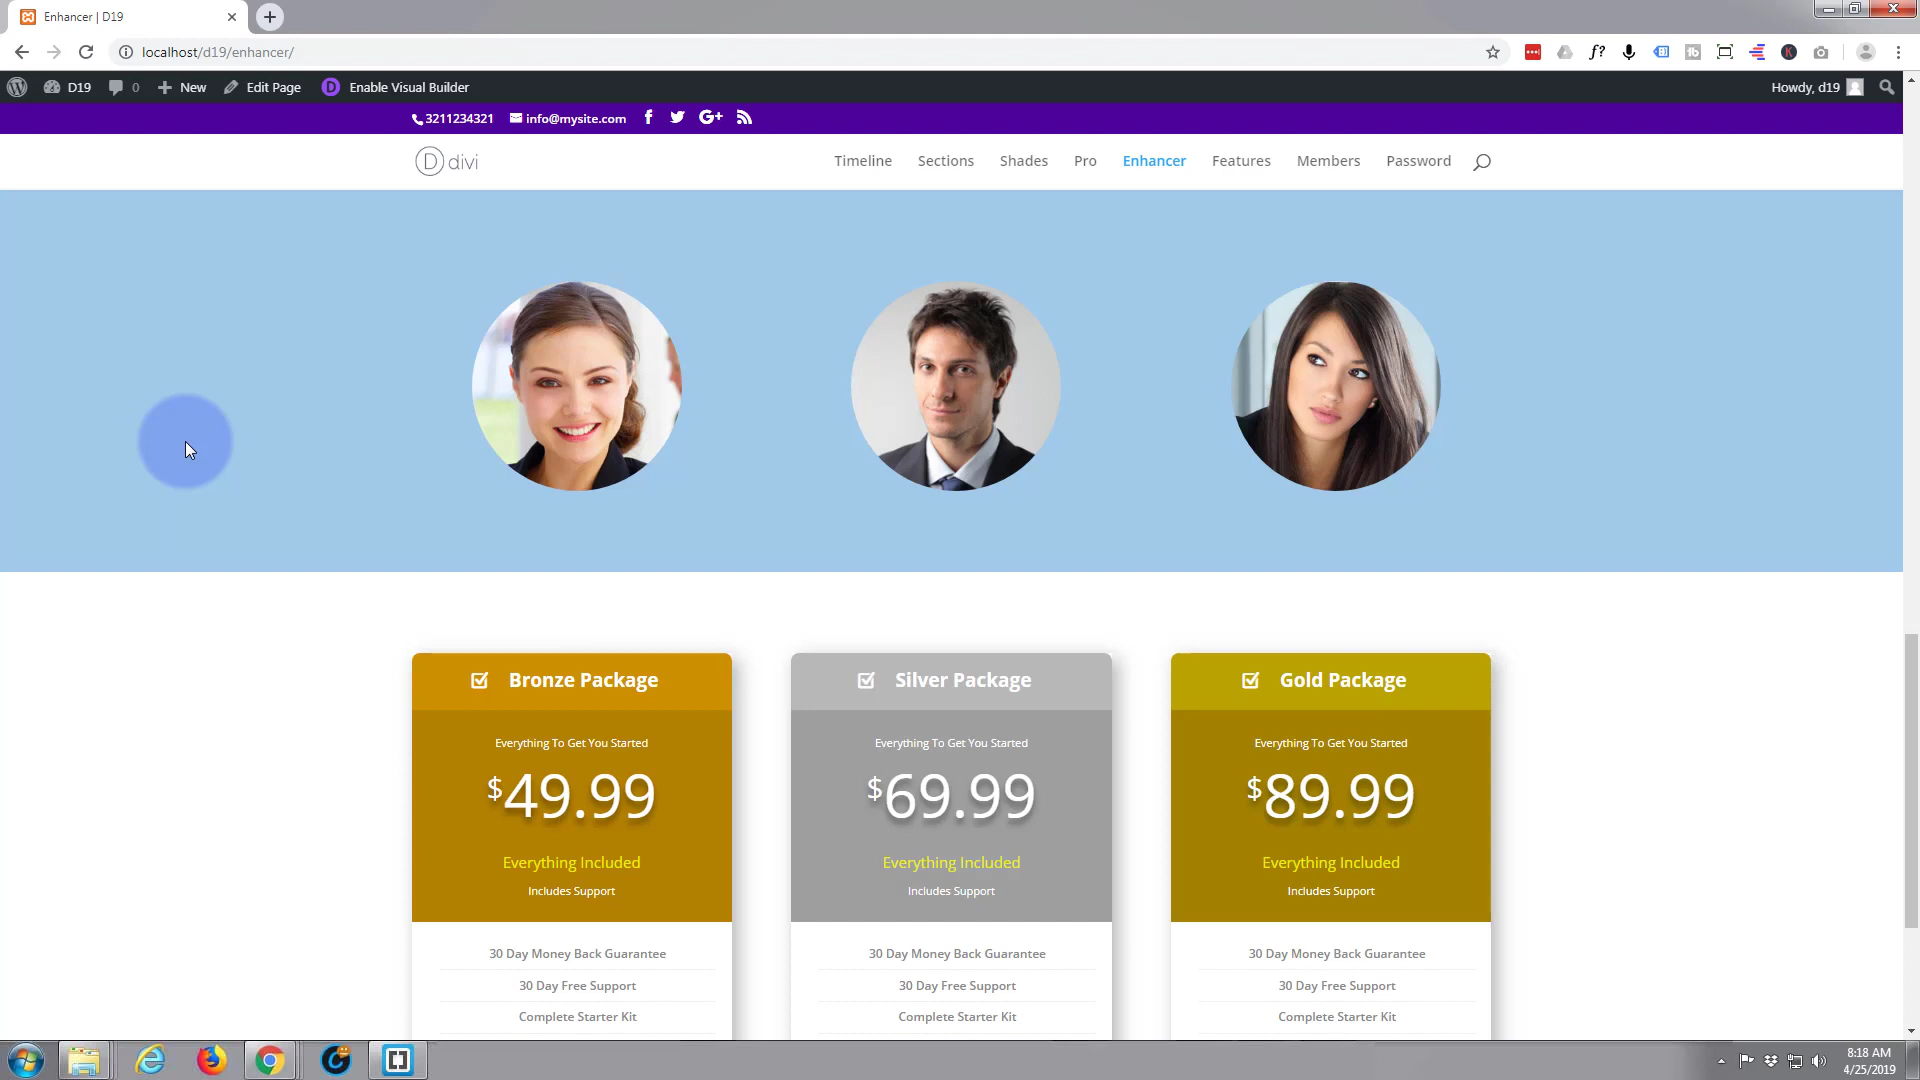 Enhancer | D19
localhost/d19/enhancer/
D19 0 New Edit Page Enable Visual Builder Howdy, d19
3211234321 info@mysite.com
divi Timeline Sections Shades Pro Enhancer Features Members Password
Bronze Package
Everything To Get You Started
$49.99
Everything Included
Includes Support
30 Day Money Back Guarantee
30 Day Free Support
Complete Starter Kit
Silver Package
Everything To Get You Started
$69.99
Everything Included
Includes Support
30 Day Money Back Guarantee
30 Day Free Support
Complete Starter Kit
Gold Package
Everything To Get You Started
$89.99
Everything Included
Includes Support
30 Day Money Back Guarantee
30 Day Free Support
Complete Starter Kit
8:18 AM
4/25/2019